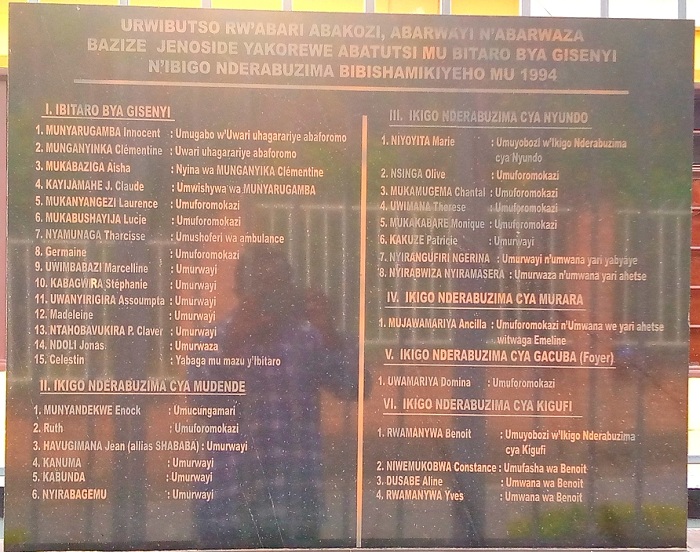 URWIBUTSO RW'ABARI ABAKOZI, ABARWAYI N'ABARWAZA
BAZIZE JENOSIDE YAKOREWE ABATUTSI MU BITARO BYA GISENYI
N'IBIGO NDERABUZIMA BIBISHAMIKIYEHO MU 1994
I. IBITARO BYA GISENYI
1. MUNYARUGAMBA Innocent : Umugabo w'Uwari uhagarariye abaforomo
2. MUNGANYINKA Clémentine : Uwari uhagarariye abaforomo
3. MUKABAZIGA Aisha : Nyina wa MUNGANYIKA Clémentine
4. KAYIJAMAHE J. Claude : Umwishywa wa MUNYARUGAMBA
5. MUKANYANGEZI Laurence : Umuforomokazi
6. MUKABUSHAYIJA Lucie : Umuforomokazi
7. NYAMUNAGA Tharcisse : Umushoferi wa ambulance
8. Germaine : Umuforomokazi
9. UWIMBABAZI Marcelline : Umurwayi
10. KABAGWIRA Stéphanie : Umurwayi
11. UWANYIRIGIRA Assoumpta : Umurwayi
12. Madeleine : Umurwayi
13. NTAHOBAVUKIRA P. Claver : Umurwayi
14. NDOLI Jonas : Umurwaza
15. Celestin : Yabaga mu mazu y'Ibitaro
II. IKIGO NDERABUZIMA CYA MUDENDE
1. MUNYANDEKWE Enock : Umucungamari
2. Ruth : Umuforomokazi
3. HAVUGIMANA Jean (allias SHABABA) : Umurwayi
4. KANUMA : Umurwayi
5. KABUNDA : Umurwayi
6. NYIRABAGEMU : Umurwayi
III. IKIGO NDERABUZIMA CYA NYUNDO
1. NIYOYITA Marie : Umuyobozi w'Ikigo Nderabuzima
cya Nyundo
2. NSINGA Olive : Umuforomokazi
3. MUKAMUGEMA Chantal : Umuforomokazi
4. UWIMANA Therese : Umuforomokazi
5. MUKAKABARE Monique : Umuforomokazi
6. KAKUZE Patricie : Umurwayi
7. NYIRANGUFIRI NGERINA : Umurwayi n'umwana yari yabyaye
8. NYIRABWIZA NYIRAMASERA : Umurwaza n'umwana yari ahetse
IV. IKIGO NDERABUZIMA CYA MURARA
1. MUJAWAMARIYA Ancilla : Umuforomokazi n'Umwana we yari ahetse
witwaga Emeline
V. IKIGO NDERABUZIMA CYA GACUBA (Foyer)
1. UWAMARIYA Domina : Umuforomokazi
VI. IKIGO NDERABUZIMA CYA KIGUFI
1. RWAMANYWA Benoit : Umuyobozi w'Ikigo Nderabuzima
cya Kigufi
2. NIWEMUKOBWA Constance : Umufasha wa Benoit
3. DUSABE Aline : Umwana wa Benoit
4. RWAMANYWA Yves : Umwana wa Benoit